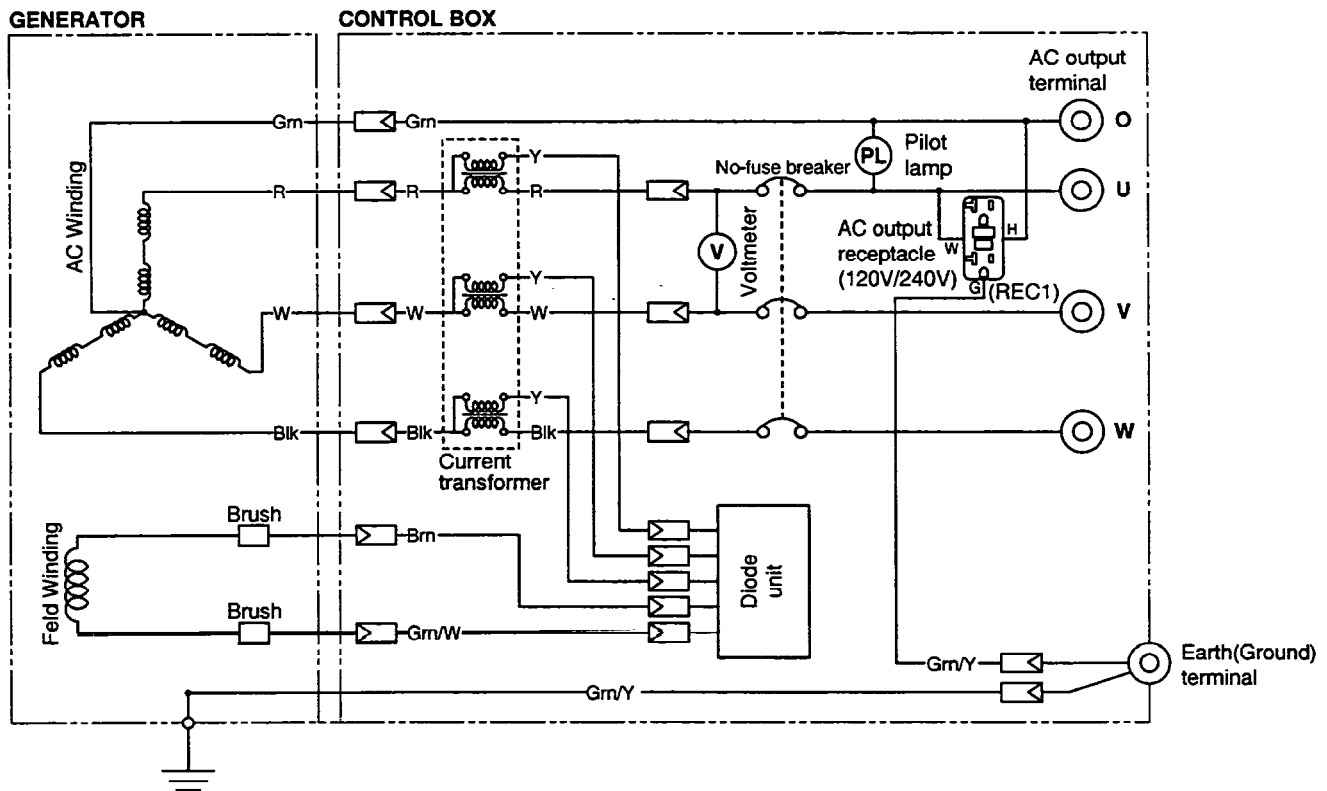 GENERATOR
CONTROL BOX
AC output
terminal
Grn
Grn
O
Y
Pilot
lamp
PL
No-fuse breaker
AC Winding
R
R
R
U
AC output
receptacle
(120V/240V)
W
H
G
(REC1)
V
Voltmeter
Y
W
W
W
V
Y
Blk
Blk
Blk
W
Current
transformer
Brush
Brn
Feld Winding
Diode
unit
Brush
Grn/W
Grn/Y
Earth(Ground)
terminal
Grn/Y